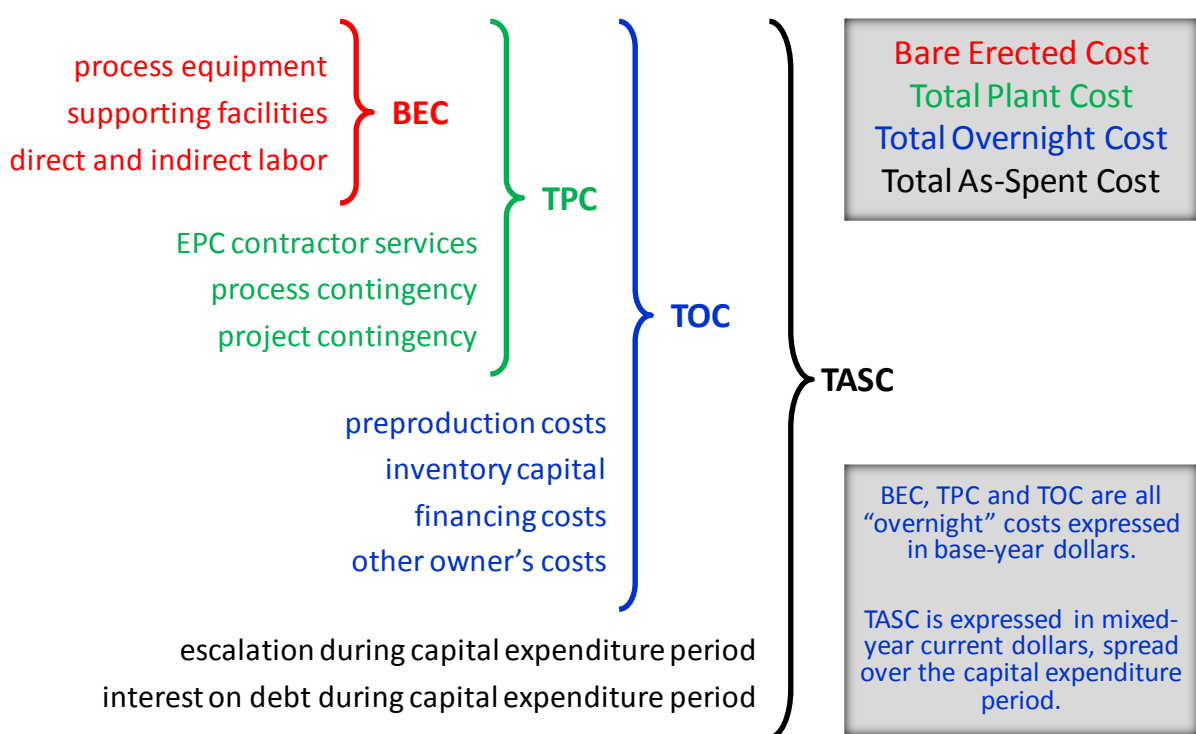 process equipment
supporting facilities
direct and indirect labor
BEC
EPC contractor services
process contingency
project contingency
TPC
preproduction costs
inventory capital
financing costs
other owner’s costs
TOC
escalation during capital expenditure period
interest on debt during capital expenditure period
TASC
Bare Erected Cost
Total Plant Cost
Total Overnight Cost
Total As-Spent Cost
BEC, TPC and TOC are all
“overnight” costs expressed
in base-year dollars.
TASC is expressed in mixed-
year current dollars, spread
over the capital expenditure
period.